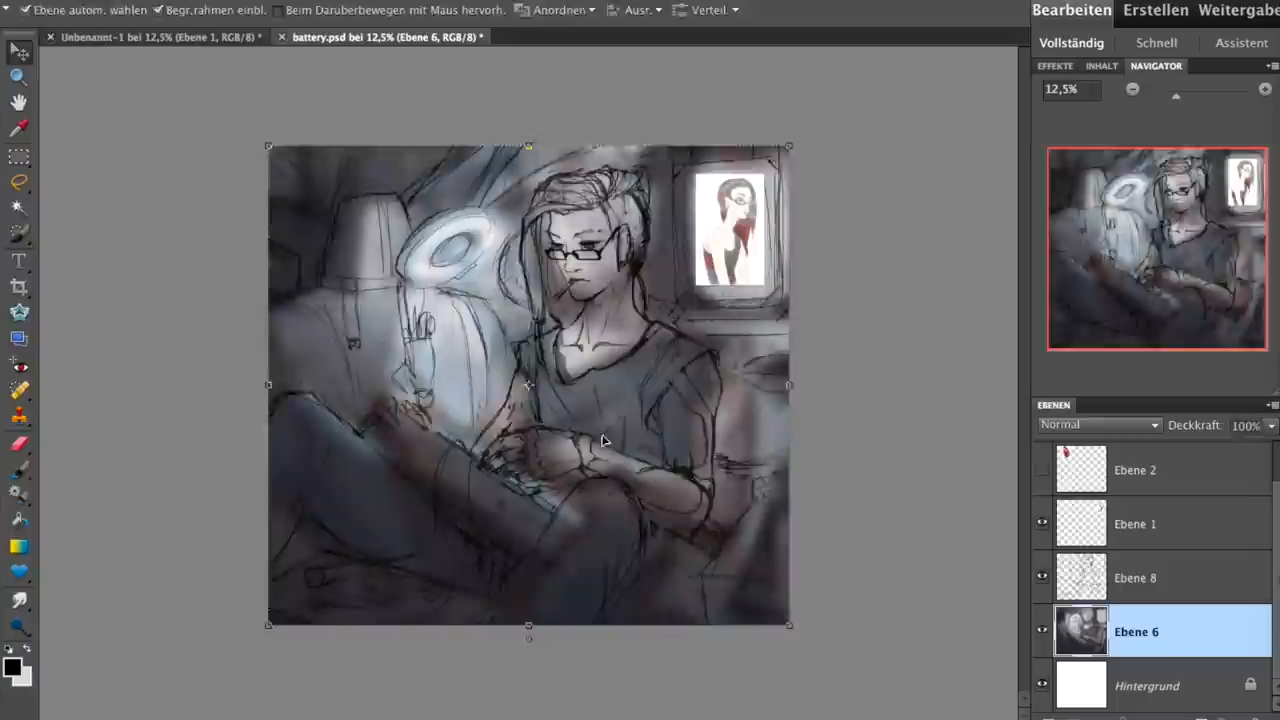 Ebene autom. wählen Begr.rahmen einbl. Beim Darüberbewegen mit Maus hervorh. Anordnen Ausr. Verteil.
Bearbeiten Erstellen Weitergabe
Unbenannt-1 bei 12,5% (Ebene 1, RGB/8) * battery.psd bei 12,5% (Ebene 6, RGB/8) *
Vollständig Schnell Assistent
EFFEKTE INHALT NAVIGATOR
12,5%
EBENEN
Normal Deckkraft: 100%
Ebene 2
Ebene 1
Ebene 8
Ebene 6
Hintergrund